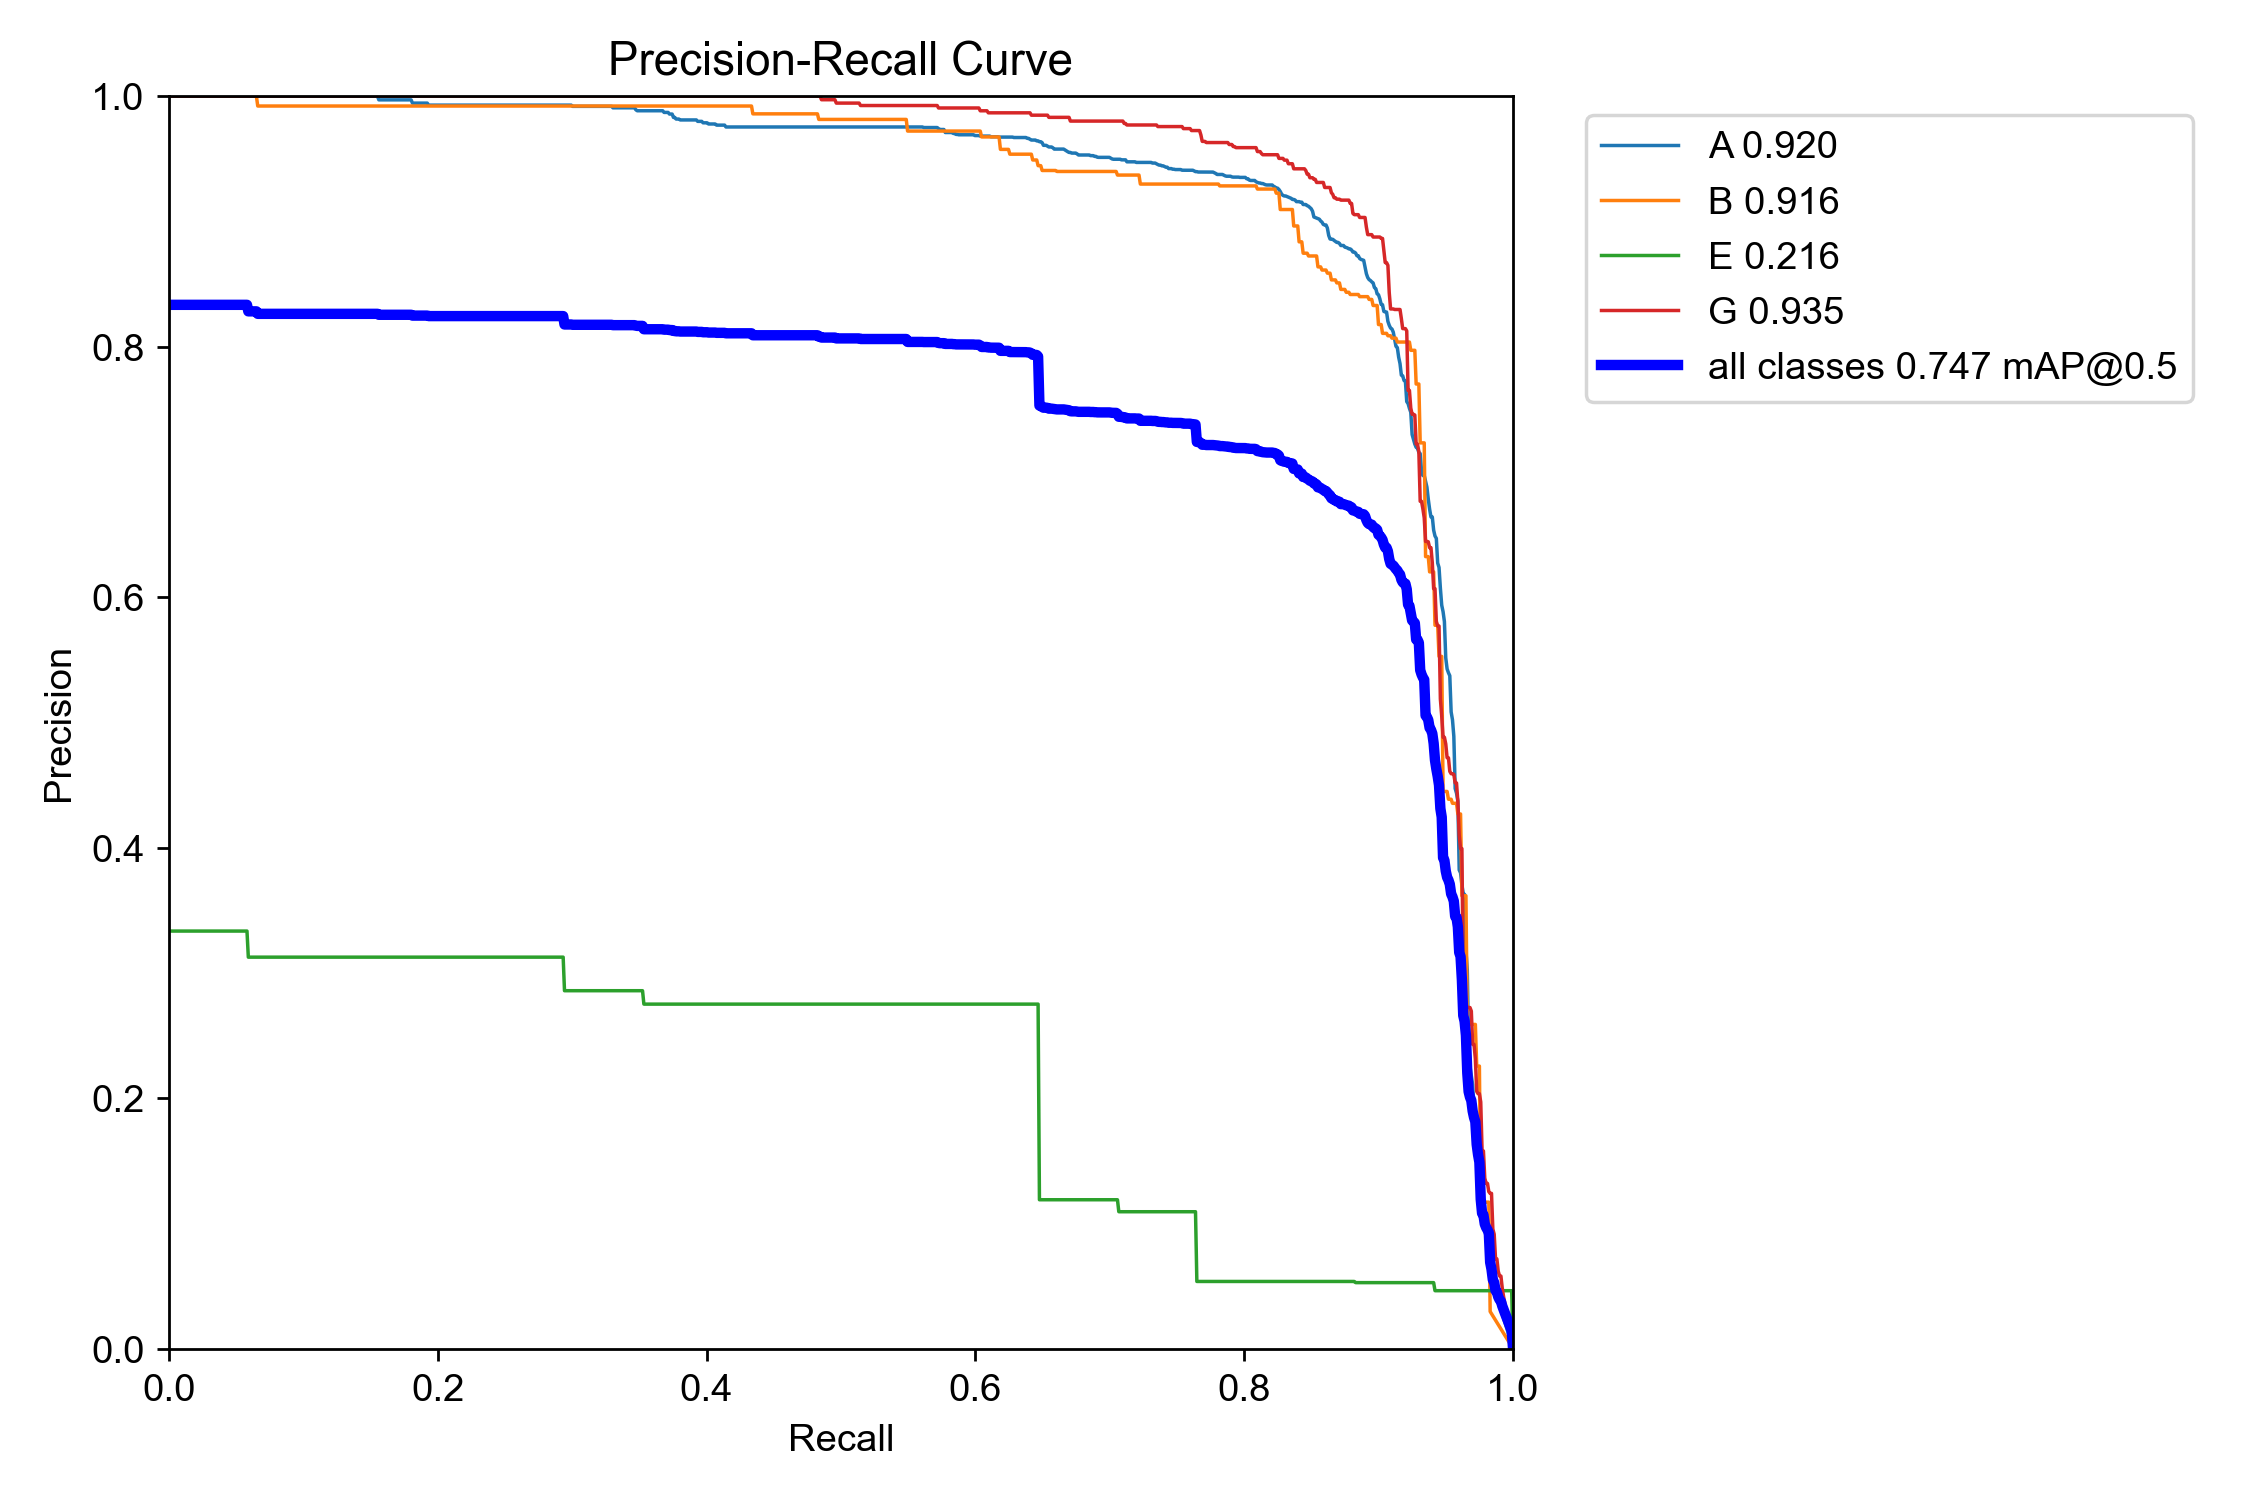 Precision-Recall Curve
1.0
0.8
0.6
0.4
0.2
0.0
Precision
0.0 0.2 0.4 0.6 0.8 1.0
Recall
A 0.920
B 0.916
E 0.216
G 0.935
all classes 0.747 mAP@0.5